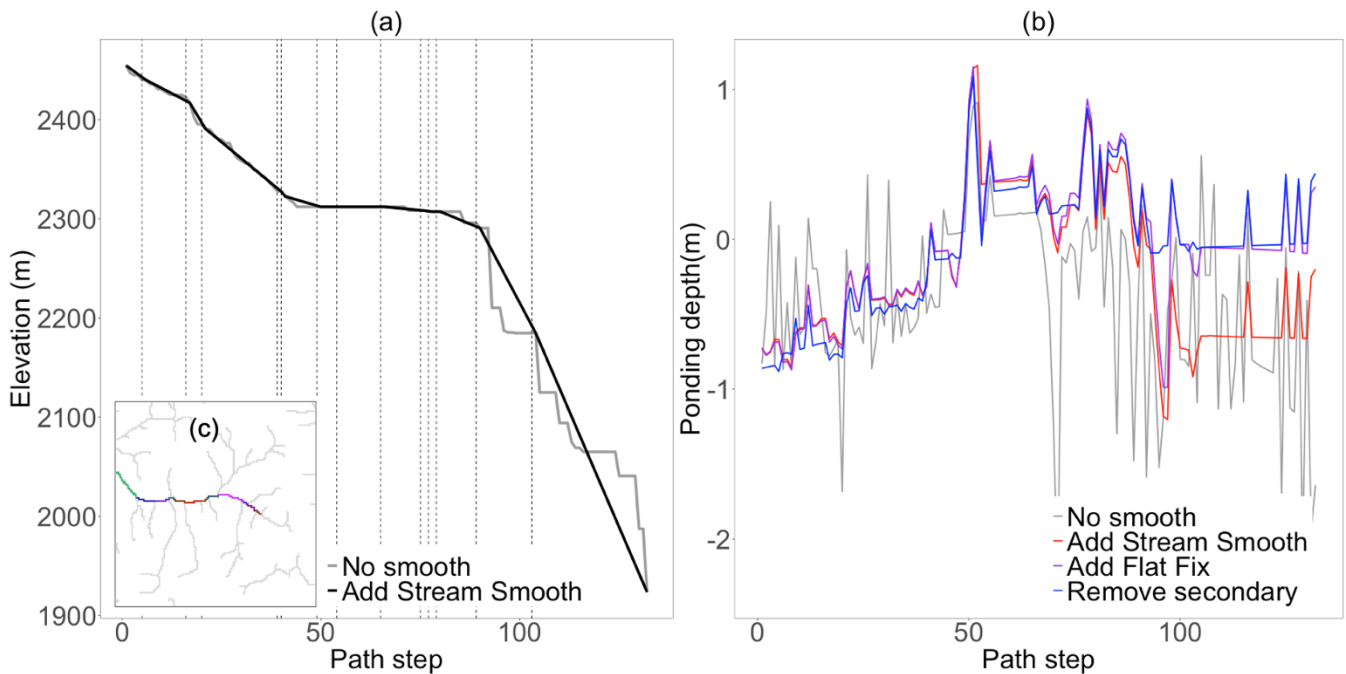 (a)
2400
2300
2200
2100
2000
1900
Elevation (m)
(c)
No smooth
Add Stream Smooth
0
50
100
Path step
(b)
1
0
-1
-2
Ponding depth(m)
No smooth
Add Stream Smooth
Add Flat Fix
Remove secondary
0
50
100
Path step